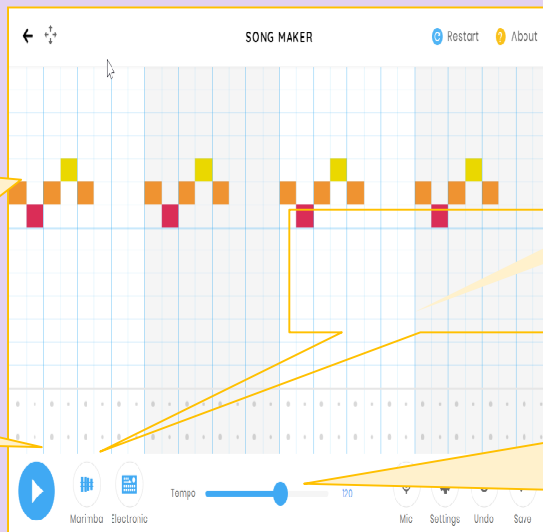 SONG MAKER
Restart
About
Tempo
120
Marimba
Electronic
Mic
Settings
Undo
Save